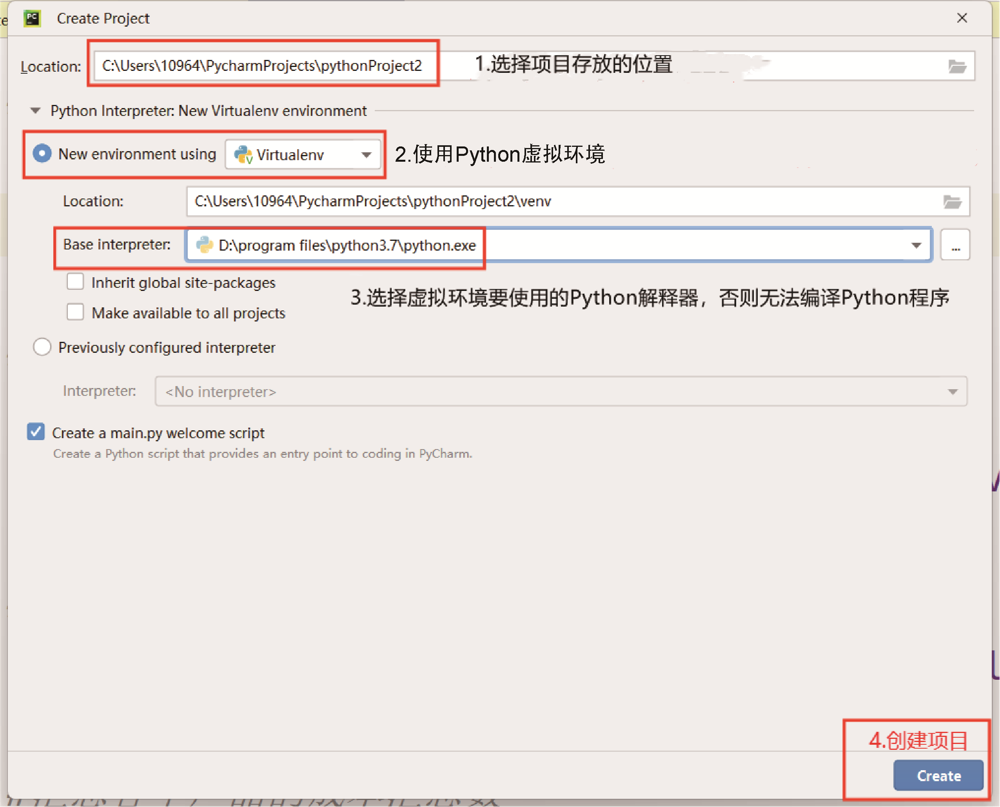 Create Project
Location: C:\Users\10964\PycharmProjects\pythonProject2 1.选择项目存放的位置
Python Interpreter: New Virtualenv environment
New environment using Virtualenv 2.使用Python虚拟环境
Location: C:\Users\10964\PycharmProjects\pythonProject2\venv
Base interpreter: D:\program files\python3.7\python.exe ...
Inherit global site-packages
3.选择虚拟环境要使用的Python解释器，否则无法编译Python程序
Make available to all projects
Previously configured interpreter
Interpreter: <No interpreter>
Create a main.py welcome script
Create a Python script that provides an entry point to coding in PyCharm.
4.创建项目
Create